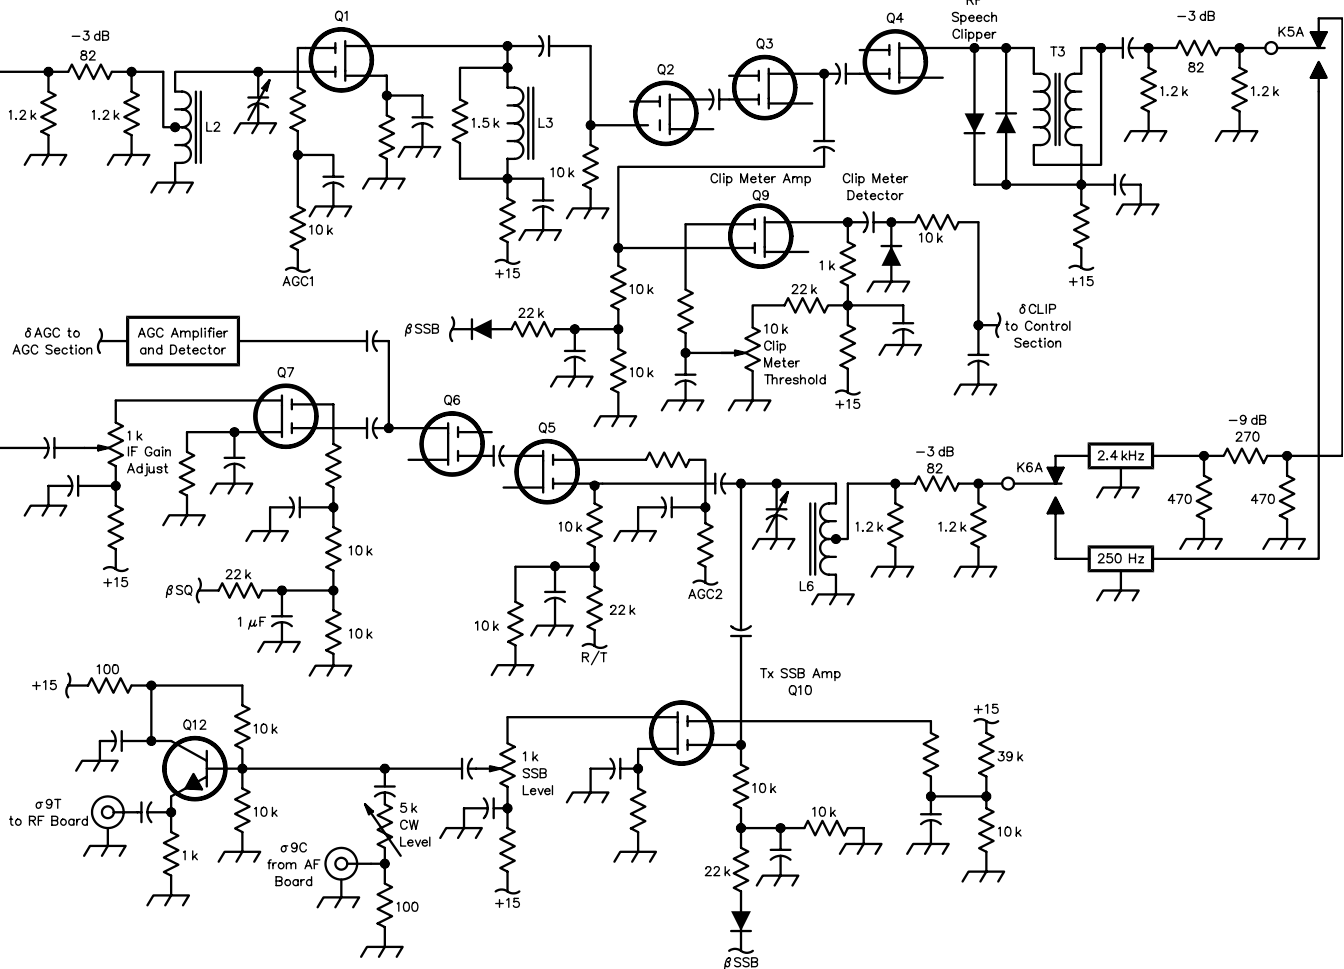 RF
Speech
Clipper
Q1
Q4
Q3
Q2
-3 dB
82
1.2 k
1.2 k
L2
1.5 k
L3
10 k
10 k
AGC1
+15
T3
-3 dB
82
K5A
1.2 k
1.2 k
+15
Clip Meter Amp
Q9
Clip Meter
Detector
10 k
1 k
22 k
10 k
Clip
Meter
Threshold
+15
δCLIP
to Control
Section
10 k
βSSB
22 k
10 k
δAGC to
AGC Section
AGC Amplifier
and Detector
Q7
Q6
Q5
1 k
IF Gain
Adjust
+15
10 k
βSQ
22 k
1 μF
10 k
10 k
10 k
22 k
R/T
AGC2
L6
-3 dB
82
1.2 k
1.2 k
K6A
2.4 kHz
250 Hz
-9 dB
270
470
470
+15
100
Q12
10 k
10 k
σ9T
to RF Board
1 k
5 k
CW
Level
σ9C
from AF
Board
100
1 k
SSB
Level
+15
Tx SSB Amp
Q10
10 k
10 k
22 k
βSSB
+15
39 k
10 k